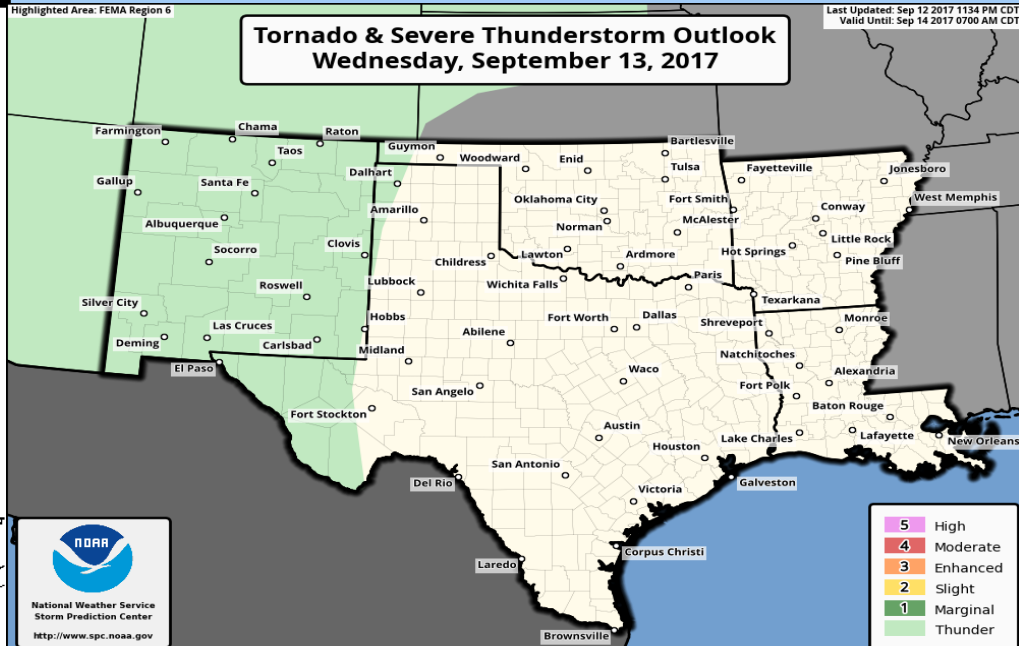 Highlighted Area: FEMA Region 6
Last Updated: Sep 12 2017 1134 PM CDT
Valid Until: Sep 14 2017 0700 AM CDT
Tornado & Severe Thunderstorm Outlook
Wednesday, September 13, 2017
Farmington
Chama
Raton
Taos
Guymon
Woodward
Enid
Bartlesville
Tulsa
Fayetteville
Jonesboro
Gallup
Santa Fe
Dalhart
West Memphis
Albuquerque
Amarillo
Oklahoma City
Norman
Fort Smith
McAlester
Conway
Socorro
Clovis
Childress
Lawton
Ardmore
Hot Springs
Little Rock
Pine Bluff
Roswell
Lubbock
Wichita Falls
Paris
Texarkana
Silver City
Deming
Las Cruces
Carlsbad
Hobbs
Midland
Abilene
Fort Worth
Dallas
Shreveport
Monroe
El Paso
Natchitoches
San Angelo
Waco
Fort Polk
Alexandria
Fort Stockton
Baton Rouge
Austin
Houston
Lake Charles
Lafayette
New Orleans
Del Rio
San Antonio
Victoria
Galveston
Laredo
Corpus Christi
Brownsville
NOAA
National Weather Service
Storm Prediction Center
http://www.spc.noaa.gov
5 High
4 Moderate
3 Enhanced
2 Slight
1 Marginal
Thunder